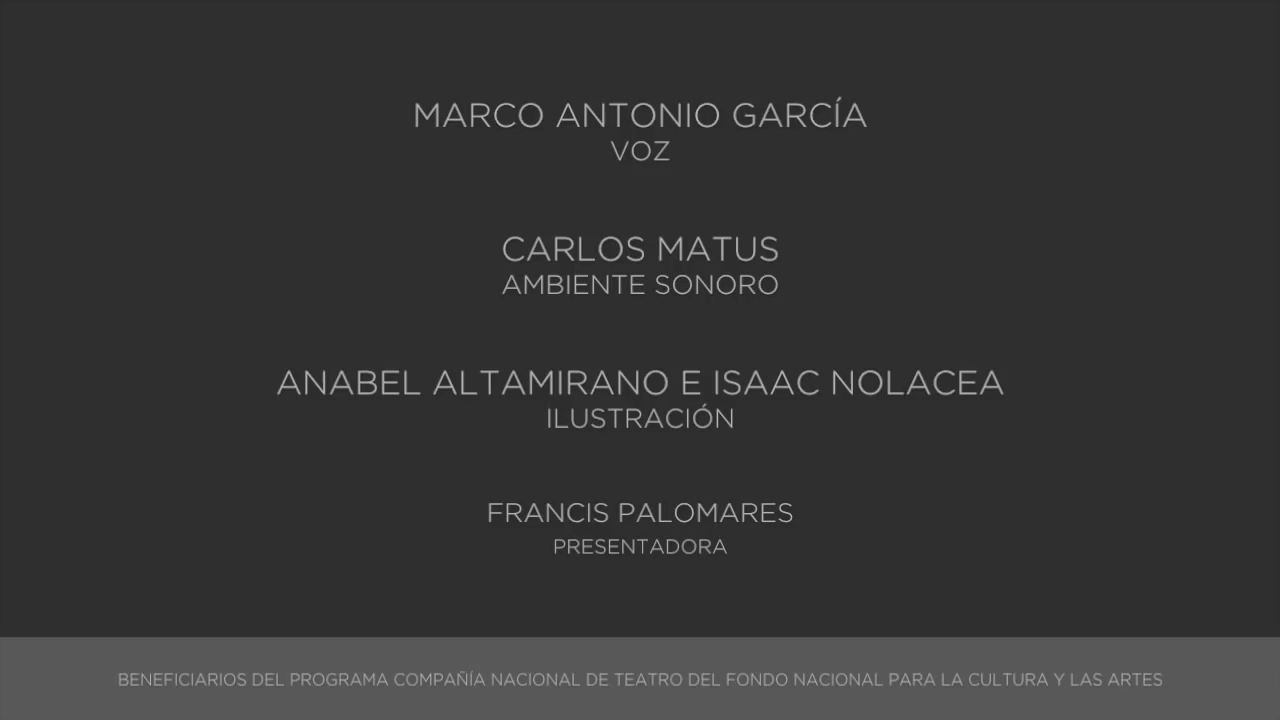 MARCO ANTONIO GARCÍA
VOZ
CARLOS MATUS
AMBIENTE SONORO
ANABEL ALTAMIRANO E ISAAC NOLACEA
ILUSTRACIÓN
FRANCIS PALOMARES
PRESENTADORA
BENEFICIARIOS DEL PROGRAMA COMPAÑÍA NACIONAL DE TEATRO DEL FONDO NACIONAL PARA LA CULTURA Y LAS ARTES